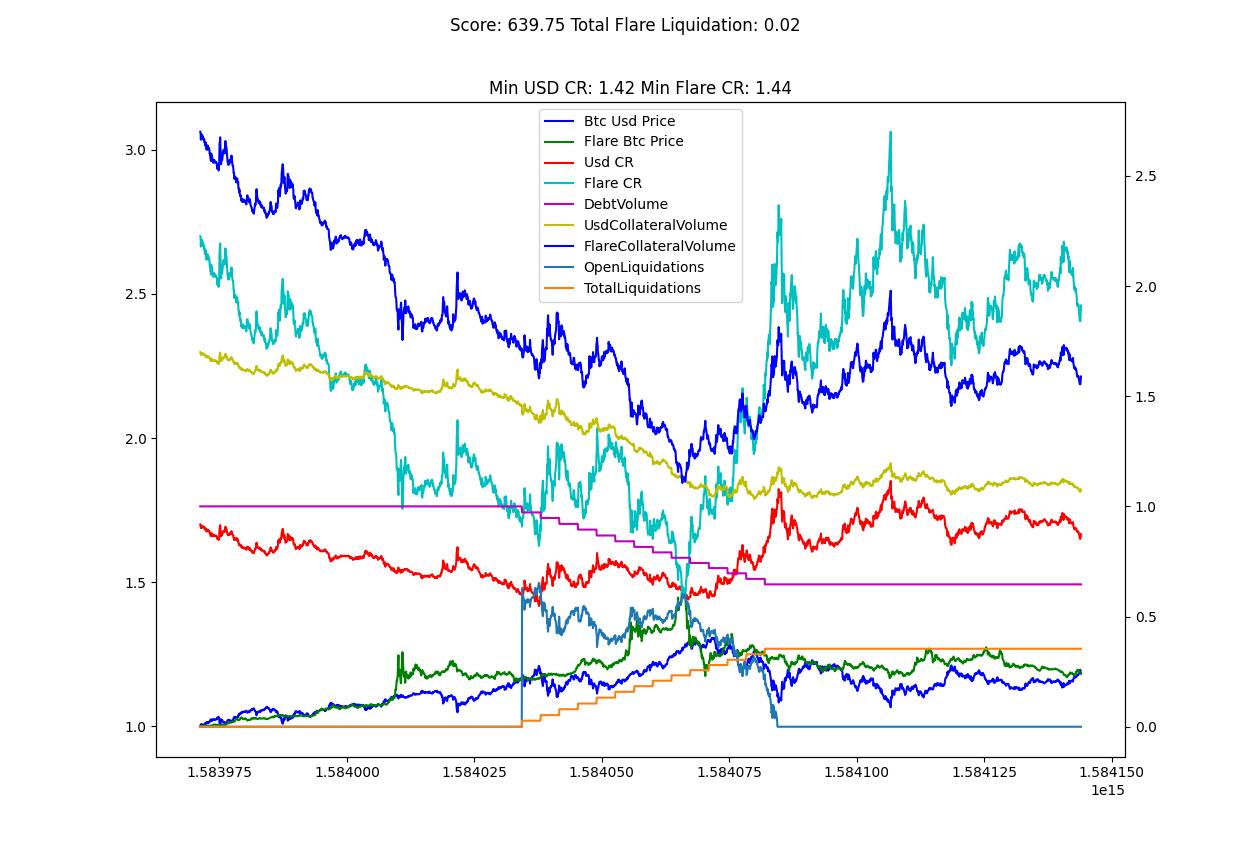 Score: 639.75 Total Flare Liquidation: 0.02
Min USD CR: 1.42 Min Flare CR: 1.44
Btc Usd Price
Flare Btc Price
Usd CR
Flare CR
DebtVolume
UsdCollateralVolume
FlareCollateralVolume
OpenLiquidations
TotalLiquidations
3.0
2.5
2.0
1.5
1.0
2.5
2.0
1.5
1.0
0.5
0.0
1.583975 1.584000 1.584025 1.584050 1.584075 1.584100 1.584125 1.584150
1e15